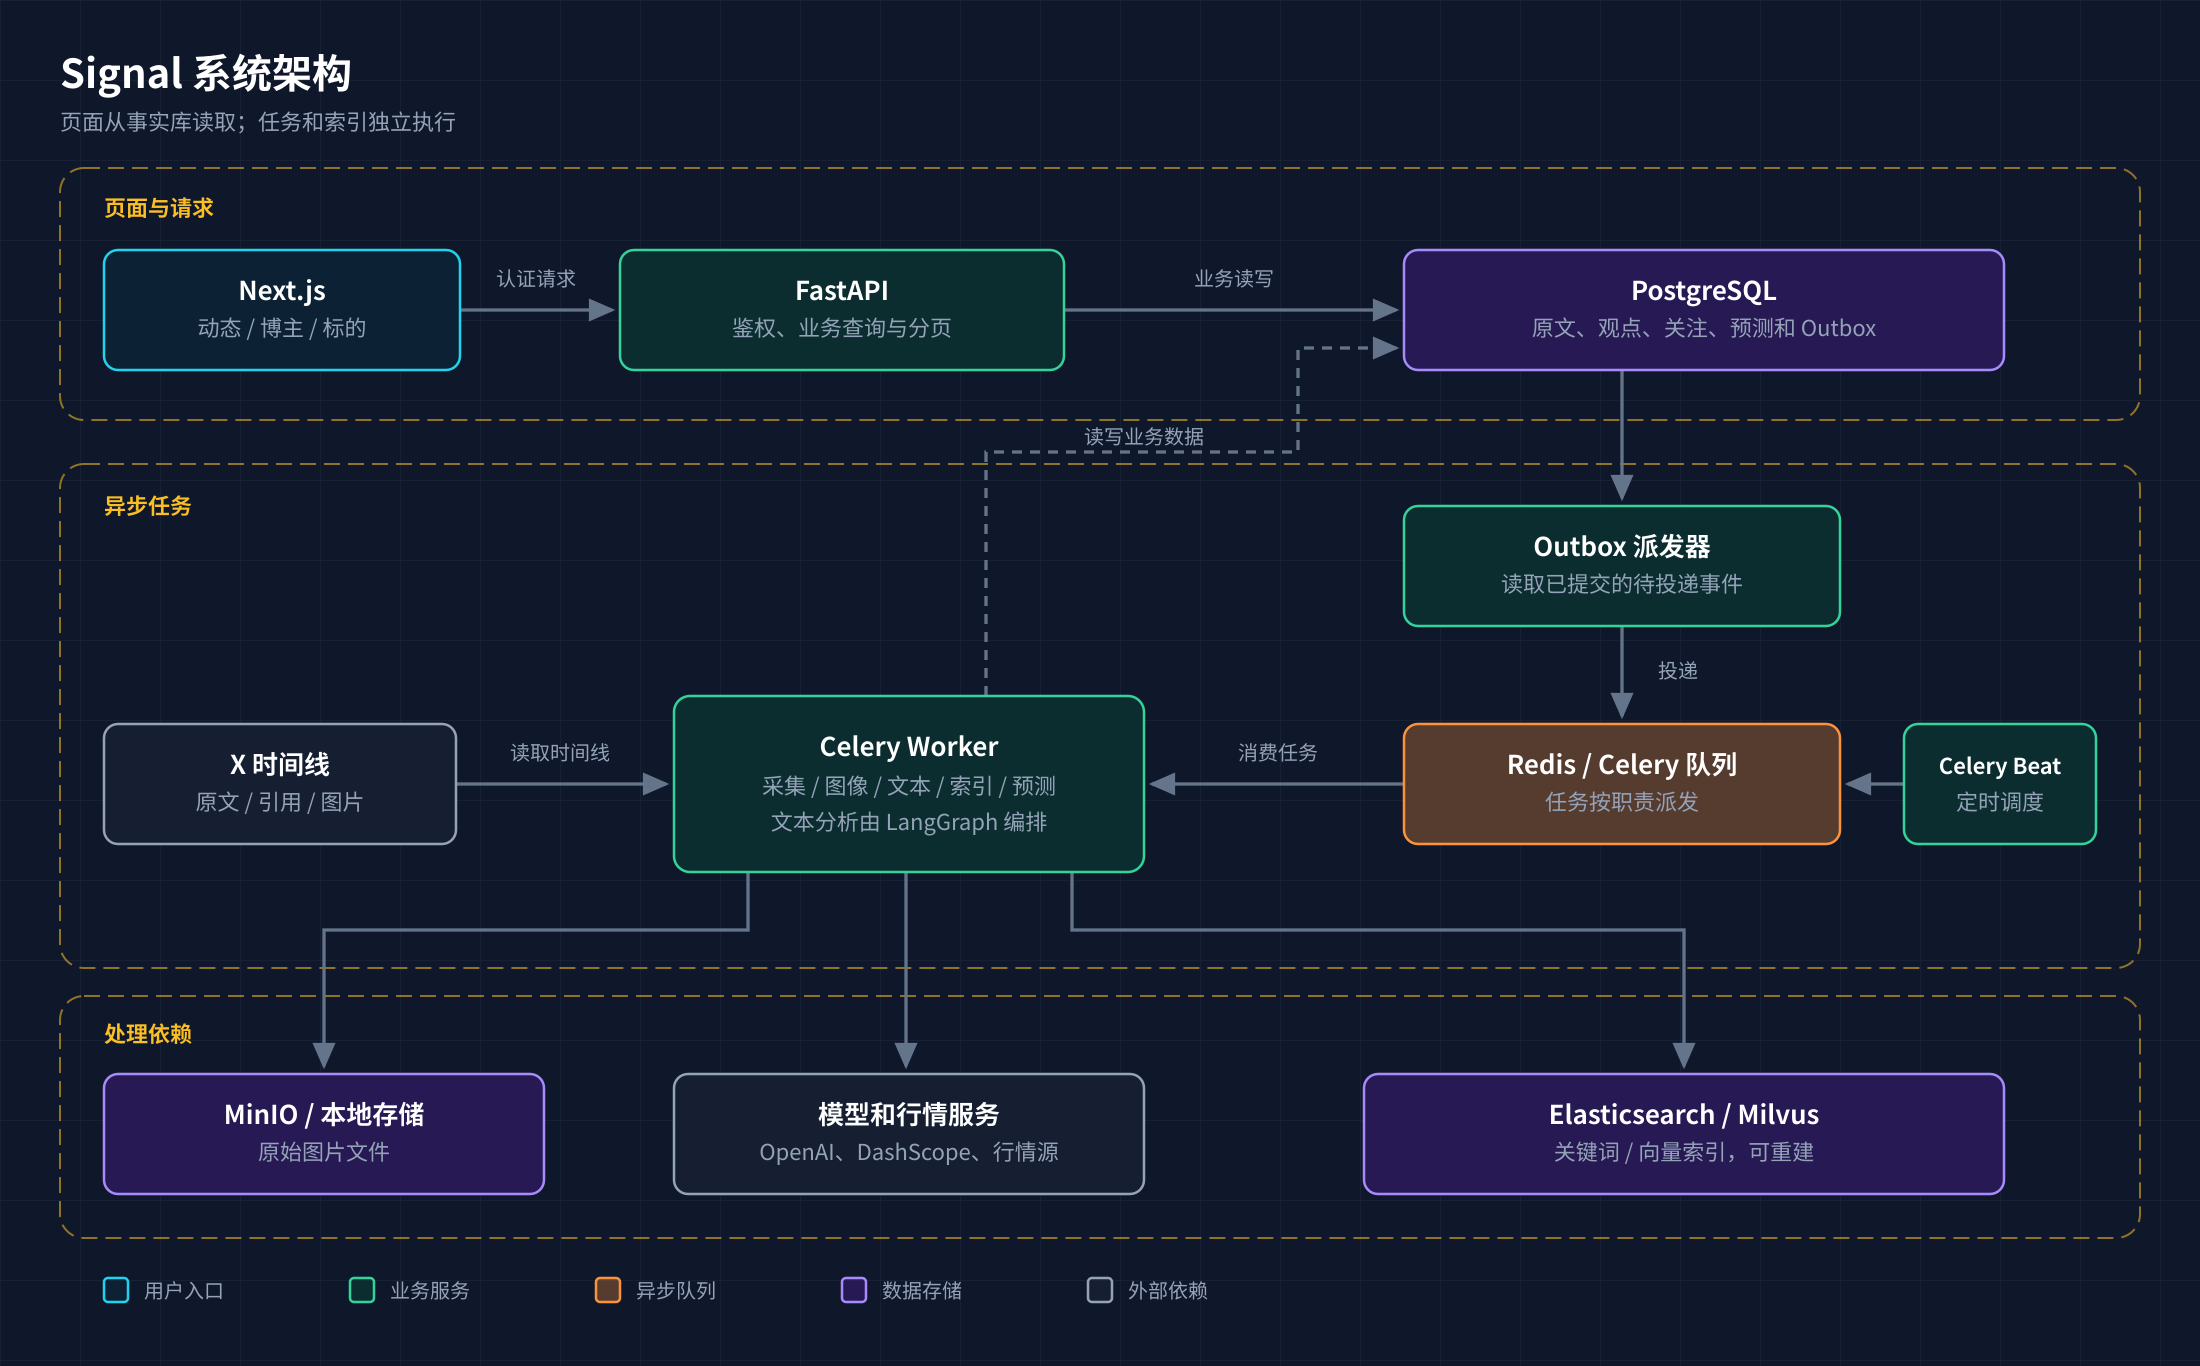 Signal 系统架构
页面从事实库读取；任务和索引独立执行
页面与请求
Next.js
动态 / 博主 / 标的
认证请求
FastAPI
鉴权、业务查询与分页
业务读写
PostgreSQL
原文、观点、关注、预测和 Outbox
读写业务数据
异步任务
Outbox 派发器
读取已提交的待投递事件
投递
X 时间线
原文 / 引用 / 图片
读取时间线
Celery Worker
采集 / 图像 / 文本 / 索引 / 预测
文本分析由 LangGraph 编排
消费任务
Redis / Celery 队列
任务按职责派发
Celery Beat
定时调度
处理依赖
MinIO / 本地存储
原始图片文件
模型和行情服务
OpenAI、DashScope、行情源
Elasticsearch / Milvus
关键词 / 向量索引，可重建
用户入口
业务服务
异步队列
数据存储
外部依赖